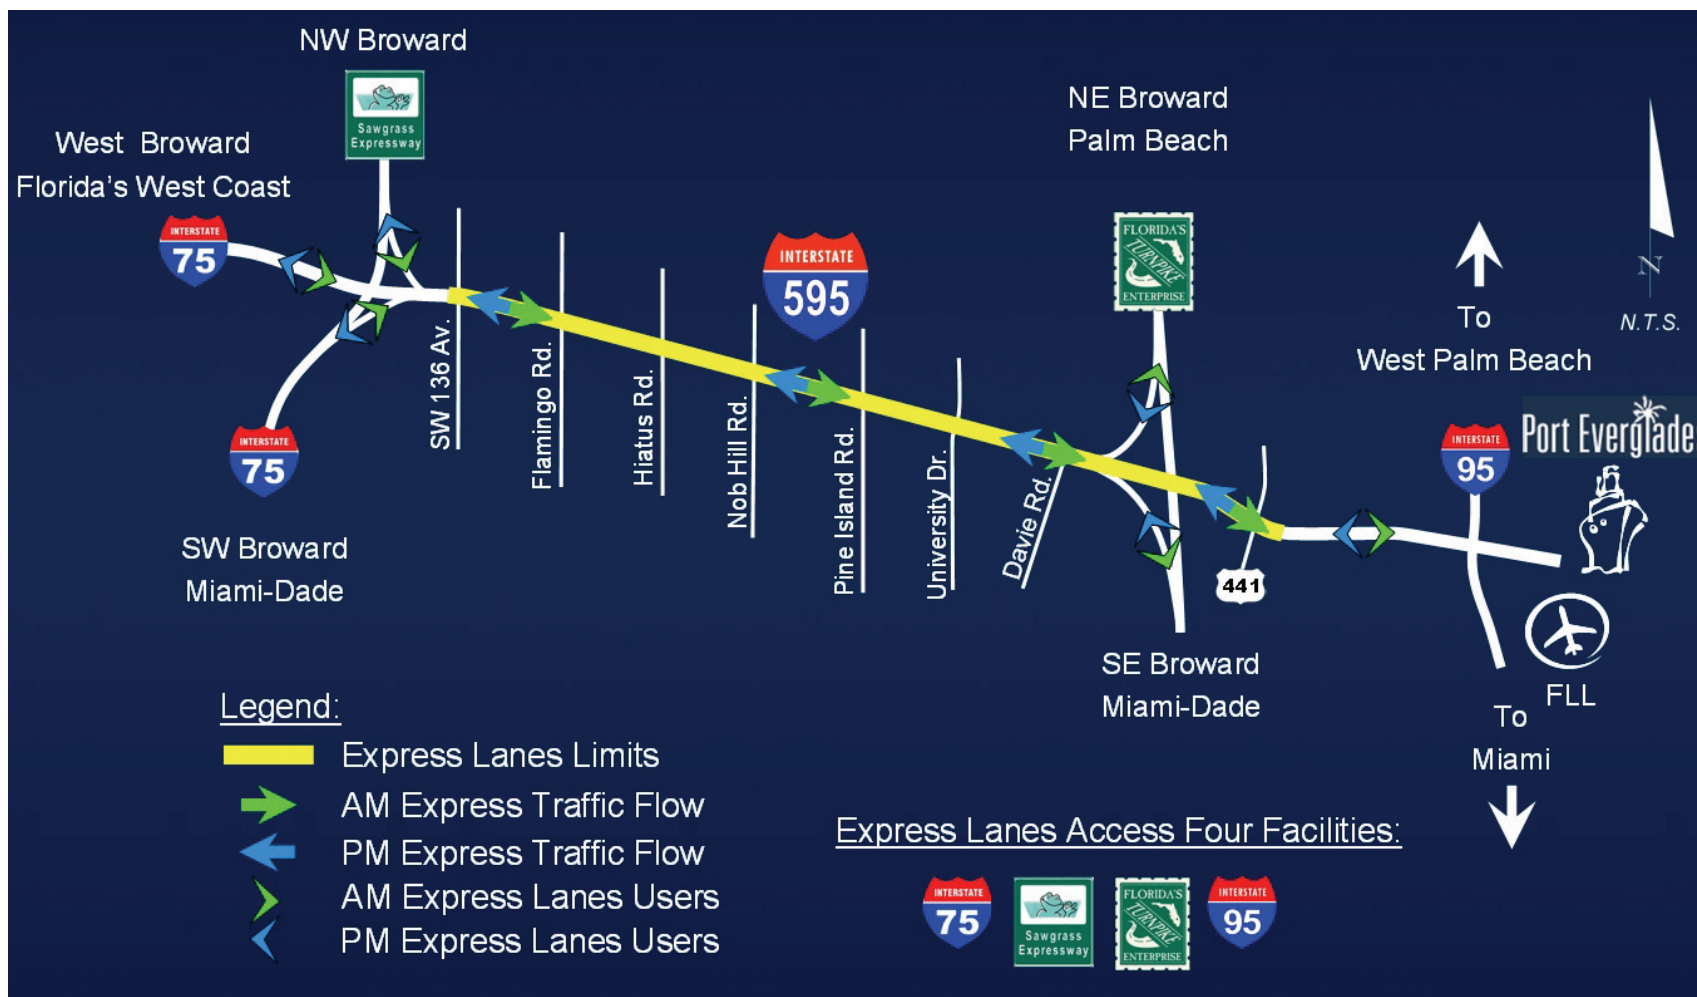 NW Broward
Sawgrass
Expressway
West Broward
Florida's West Coast
INTERSTATE
75
INTERSTATE
75
SW Broward
Miami-Dade
SW 136 Av.
Flamingo Rd.
Hiatus Rd.
Nob Hill Rd.
INTERSTATE
595
Pine Island Rd.
University Dr.
Davie Rd.
NE Broward
Palm Beach
FLORIDA'S
TURNPIKE
ENTERPRISE
SE Broward
Miami-Dade
441
To
West Palm Beach
N
N.T.S.
INTERSTATE
95
Port Everglade
FLL
To
Miami
Legend:
Express Lanes Limits
AM Express Traffic Flow
PM Express Traffic Flow
AM Express Lanes Users
PM Express Lanes Users
Express Lanes Access Four Facilities:
INTERSTATE
75
Sawgrass
Expressway
FLORIDA'S
TURNPIKE
ENTERPRISE
INTERSTATE
95